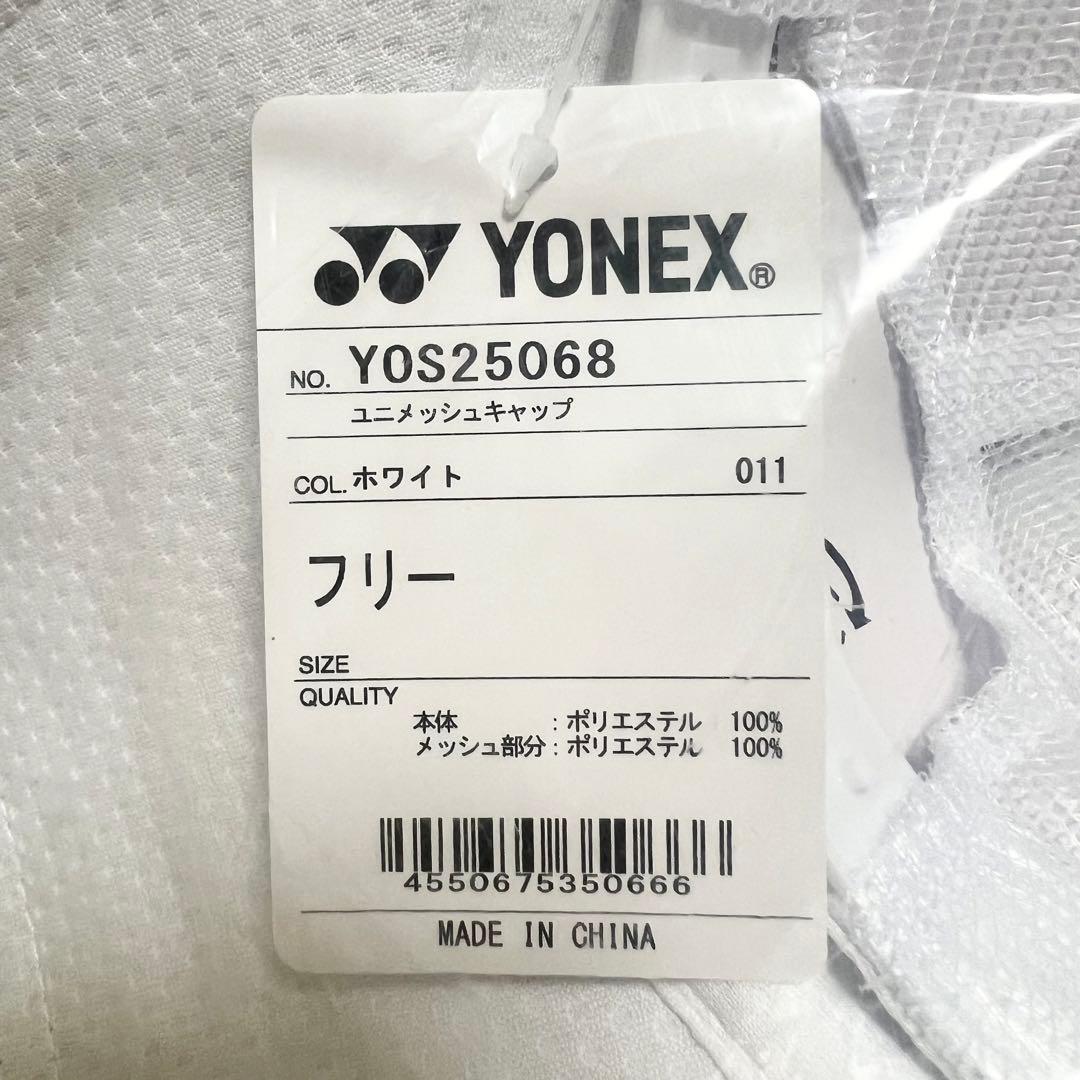 YONEX®
NO. YOS25068
ユニメッシュキャップ
COL. ホワイト 011
フリー
SIZE
QUALITY
本体 : ポリエステル 100%
メッシュ部分 : ポリエステル 100%
4550675350666
MADE IN CHINA